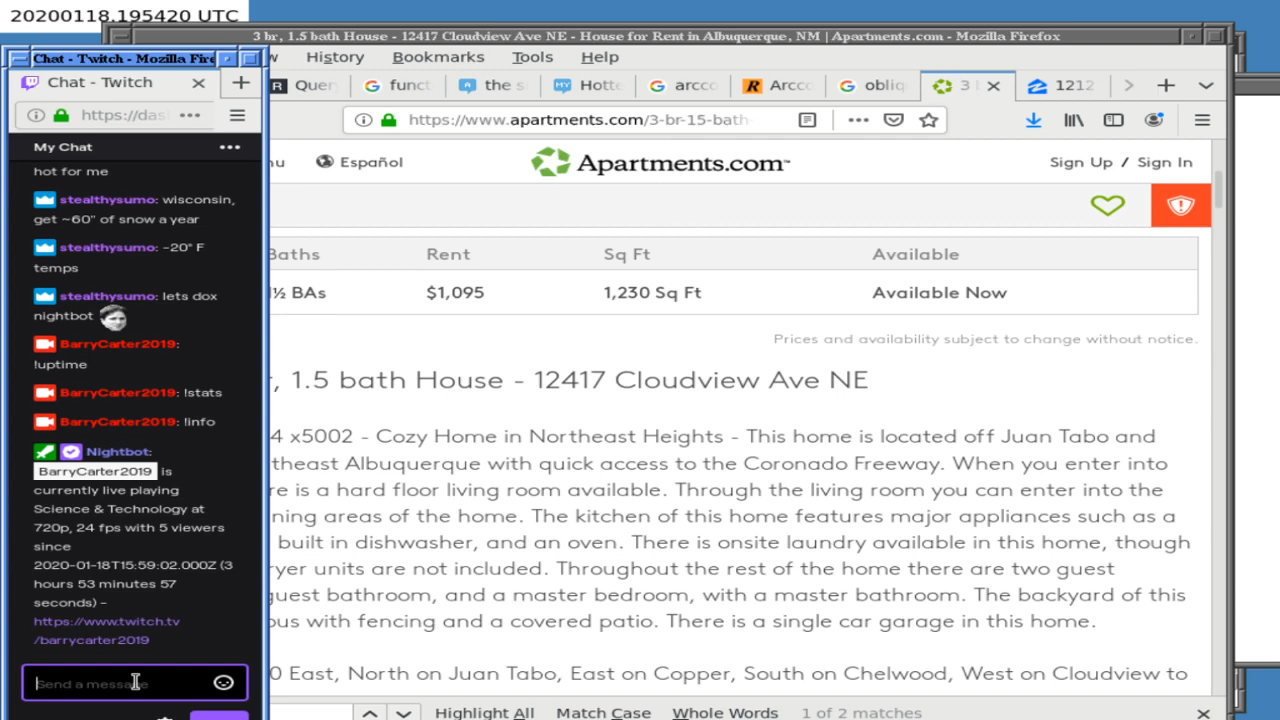 20200118.195420 UTC
3 br, 1.5 bath House - 12417 Cloudview Ave NE - House for Rent in Albuquerque, NM | Apartments.com - Mozilla Firefox
Chat - Twitch - Mozilla Fire
History Bookmarks Tools Help
Chat - Twitch
Quer funct the s Hotte arccc Arccc obliq 3 1212
https://das
https://www.apartments.com/3-br-15-bath-
My Chat
hot for me
stealthysumo: wisconsin,
get ~60" of snow a year
stealthysumo: -20° F
temps
stealthysumo: lets dox
nightbot
BarryCarter2019:
!uptime
BarryCarter2019: !stats
BarryCarter2019: !info
Nightbot:
BarryCarter2019 is
currently live playing
Science & Technology at
720p, 24 fps with 5 viewers
since
2020-01-18T15:59:02.000Z (3
hours 53 minutes 57
seconds) -
https://www.twitch.tv
/barrycarter2019
Send a message
nu Español Apartments.com Sign Up / Sign In
Baths Rent Sq Ft Available
1½ BAs $1,095 1,230 Sq Ft Available Now
Prices and availability subject to change without notice.
r, 1.5 bath House - 12417 Cloudview Ave NE
4 x5002 - Cozy Home in Northeast Heights - This home is located off Juan Tabo and
theast Albuquerque with quick access to the Coronado Freeway. When you enter into
re is a hard floor living room available. Through the living room you can enter into the
ning areas of the home. The kitchen of this home features major appliances such as a
built in dishwasher, and an oven. There is onsite laundry available in this home, though
ryer units are not included. Throughout the rest of the home there are two guest
guest bathroom, and a master bedroom, with a master bathroom. The backyard of this
ous with fencing and a covered patio. There is a single car garage in this home.
0 East, North on Juan Tabo, East on Copper, South on Chelwood, West on Cloudview to
Highlight All Match Case Whole Words 1 of 2 matches